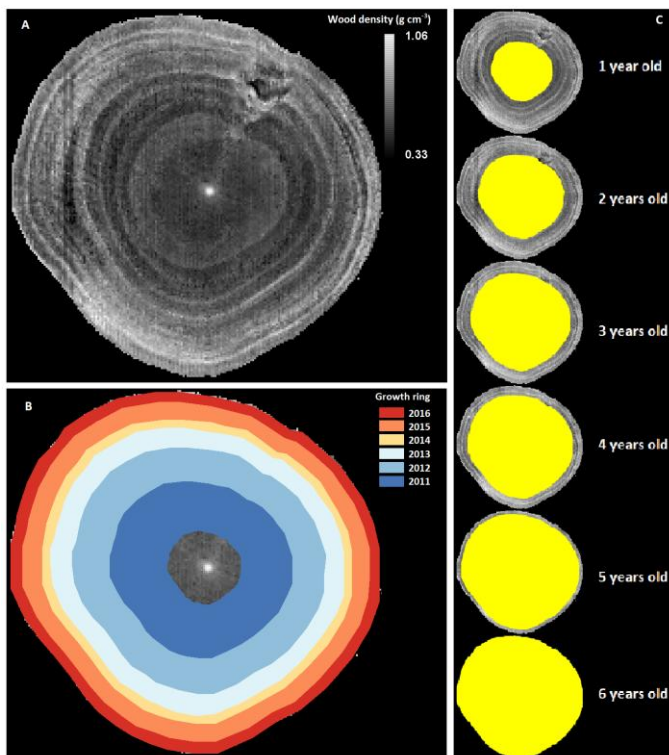 A
Wood density (g cm⁻³)
1.06
0.33
B
Growth ring
2016
2015
2014
2013
2012
2011
C
1 year old
2 years old
3 years old
4 years old
5 years old
6 years old